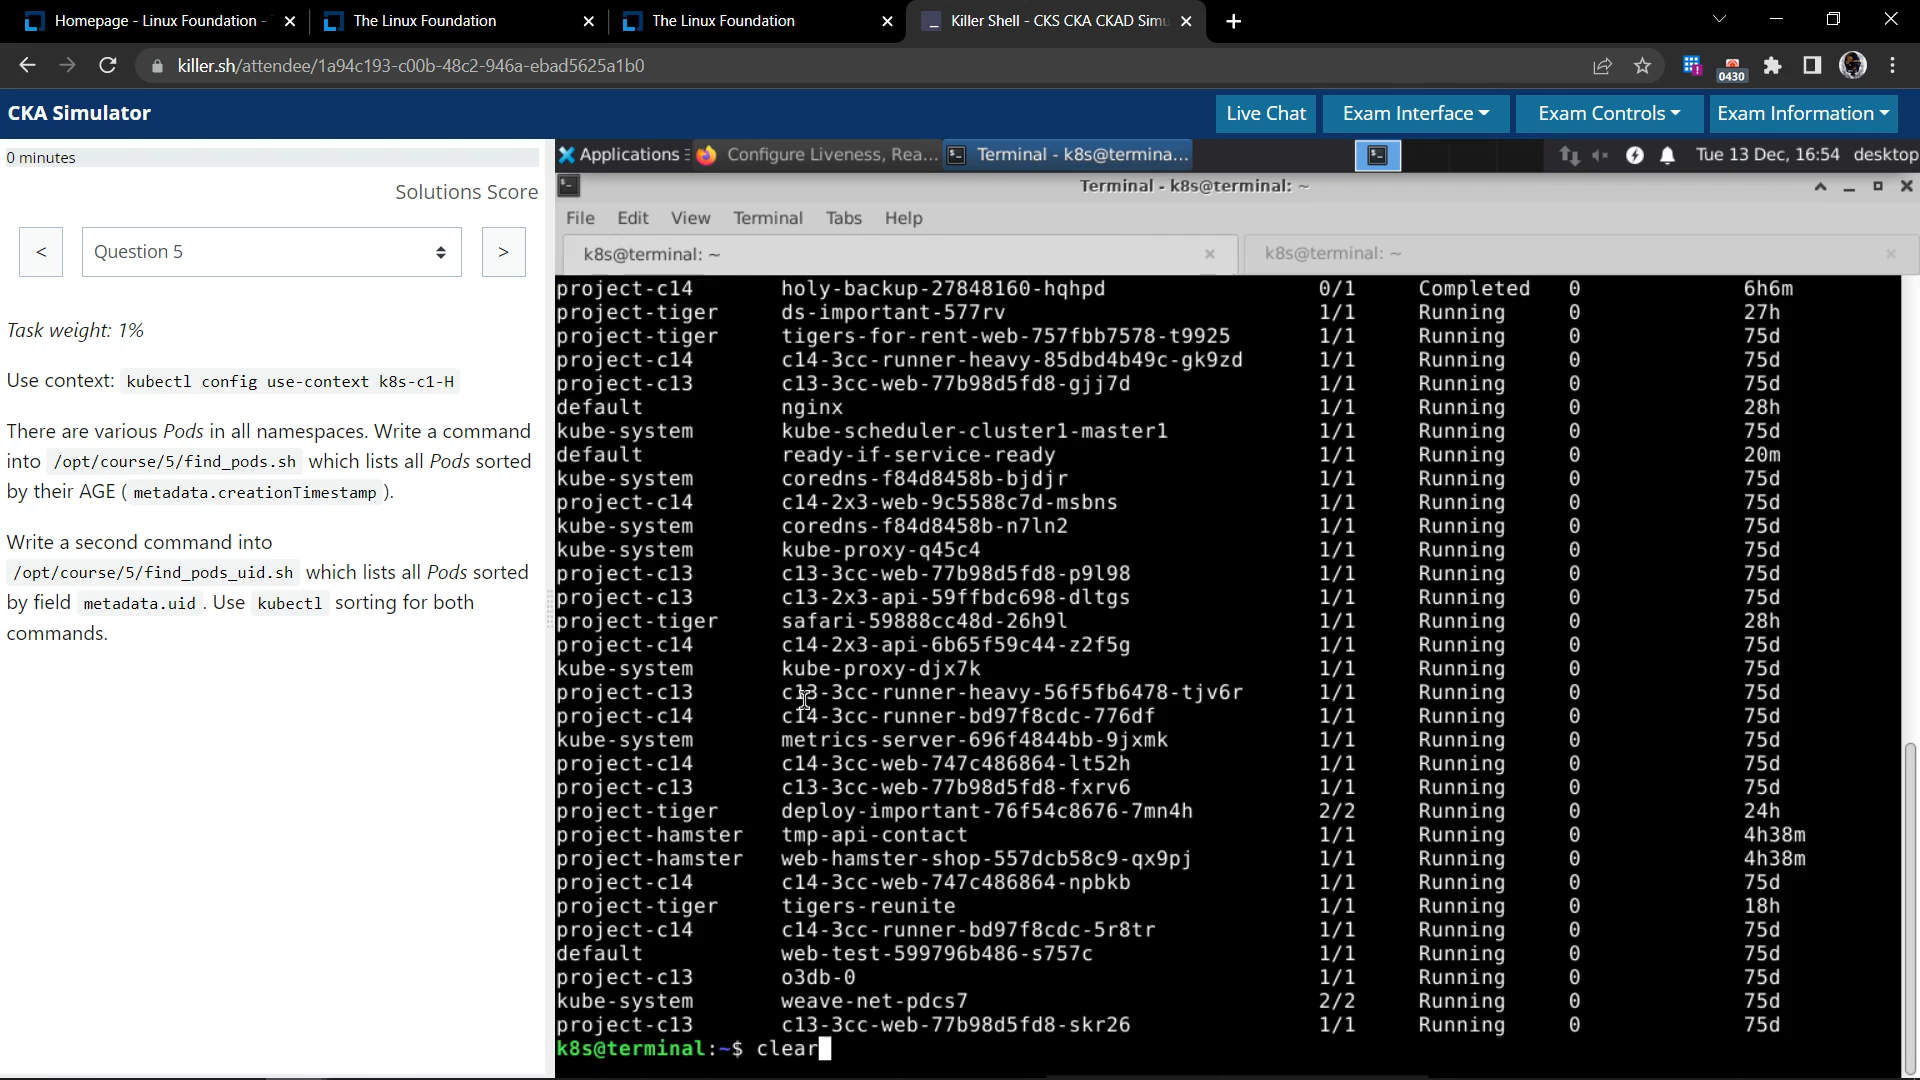 Homepage - Linux Foundation -
The Linux Foundation
The Linux Foundation
Killer Shell - CKS CKA CKAD Simu
killer.sh/attendee/1a94c193-c00b-48c2-946a-ebad5625a1b0
0430
CKA Simulator
Live Chat
Exam Interface
Exam Controls
Exam Information
0 minutes
Solutions Score
<
Question 5
>
Task weight: 1%
Use context: kubectl config use-context k8s-c1-H
There are various Pods in all namespaces. Write a command
into /opt/course/5/find_pods.sh which lists all Pods sorted
by their AGE ( metadata.creationTimestamp ).
Write a second command into
/opt/course/5/find_pods_uid.sh which lists all Pods sorted
by field metadata.uid . Use kubectl sorting for both
commands.
Applications
Configure Liveness, Rea...
Terminal - k8s@termina...
Tue 13 Dec, 16:54 desktop
Terminal - k8s@terminal: ~
File Edit View Terminal Tabs Help
k8s@terminal: ~
k8s@terminal: ~
project-c14 holy-backup-27848160-hqhpd 0/1 Completed 0 6h6m
project-tiger ds-important-577rv 1/1 Running 0 27h
project-tiger tigers-for-rent-web-757fbb7578-t9925 1/1 Running 0 75d
project-c14 c14-3cc-runner-heavy-85dbd4b49c-gk9zd 1/1 Running 0 75d
project-c13 c13-3cc-web-77b98d5fd8-gjj7d 1/1 Running 0 75d
default nginx 1/1 Running 0 28h
kube-system kube-scheduler-cluster1-master1 1/1 Running 0 75d
default ready-if-service-ready 1/1 Running 0 20m
kube-system coredns-f84d8458b-bjdjr 1/1 Running 0 75d
project-c14 c14-2x3-web-9c5588c7d-msbns 1/1 Running 0 75d
kube-system coredns-f84d8458b-n7ln2 1/1 Running 0 75d
kube-system kube-proxy-q45c4 1/1 Running 0 75d
project-c13 c13-3cc-web-77b98d5fd8-p9l98 1/1 Running 0 75d
project-c13 c13-2x3-api-59ffbdc698-dltgs 1/1 Running 0 75d
project-tiger safari-59888cc48d-26h9l 1/1 Running 0 28h
project-c14 c14-2x3-api-6b65f59c44-z2f5g 1/1 Running 0 75d
kube-system kube-proxy-djx7k 1/1 Running 0 75d
project-c13 c13-3cc-runner-heavy-56f5fb6478-tjv6r 1/1 Running 0 75d
project-c14 c14-3cc-runner-bd97f8cdc-776df 1/1 Running 0 75d
kube-system metrics-server-696f4844bb-9jxmk 1/1 Running 0 75d
project-c14 c14-3cc-web-747c486864-lt52h 1/1 Running 0 75d
project-c13 c13-3cc-web-77b98d5fd8-fxrv6 1/1 Running 0 75d
project-tiger deploy-important-76f54c8676-7mn4h 2/2 Running 0 24h
project-hamster tmp-api-contact 1/1 Running 0 4h38m
project-hamster web-hamster-shop-557dcb58c9-qx9pj 1/1 Running 0 4h38m
project-c14 c14-3cc-web-747c486864-npbkb 1/1 Running 0 75d
project-tiger tigers-reunite 1/1 Running 0 18h
project-c14 c14-3cc-runner-bd97f8cdc-5r8tr 1/1 Running 0 75d
default web-test-599796b486-s757c 1/1 Running 0 75d
project-c13 o3db-0 1/1 Running 0 75d
kube-system weave-net-pdcs7 2/2 Running 0 75d
project-c13 c13-3cc-web-77b98d5fd8-skr26 1/1 Running 0 75d
k8s@terminal:~$ clear